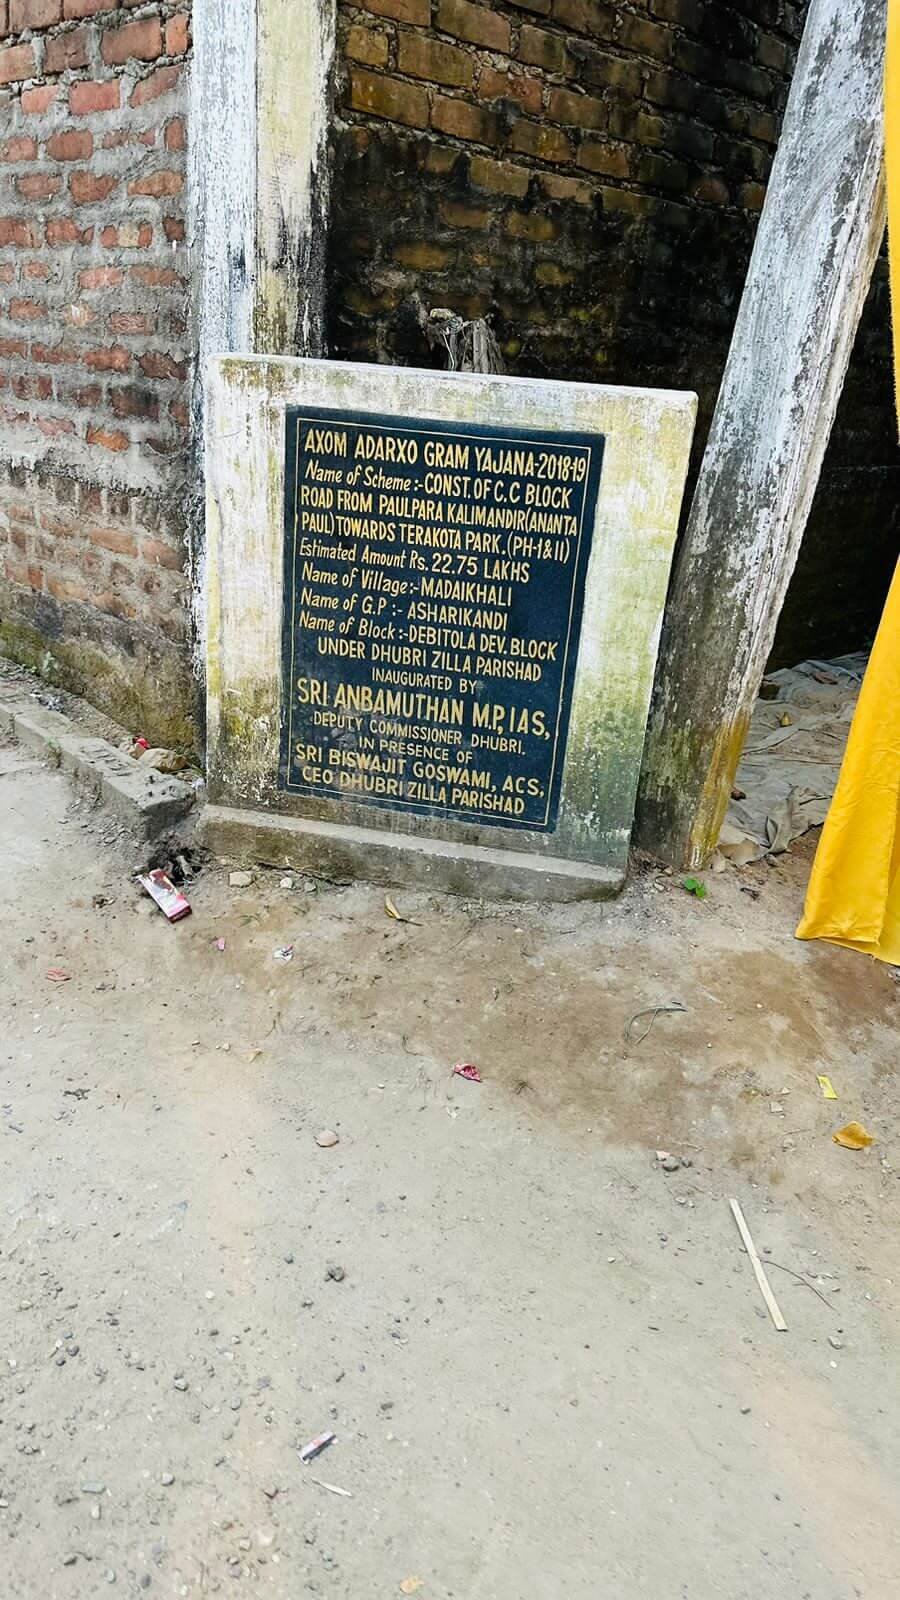 AXOM ADARXO GRAM YAJANA-2018-19
Name of Scheme:-CONST. OF C.C BLOCK
ROAD FROM PAULPARA KALIMANDIR(ANANTA
PAUL)TOWARDS TERAKOTA PARK.(PH-1&II)
Estimated Amount Rs. 22.75 LAKHS
Name of Village:-MADAIKHALI
Name of G.P:- ASHARIKANDI
Name of Block:-DEBITOLA DEV. BLOCK
UNDER DHUBRI ZILLA PARISHAD
INAUGURATED BY
SRI ANBAMUTHAN M.P, IAS,
DEPUTY COMMISSIONER DHUBRI.
IN PRESENCE OF
SRI BISWAJIT GOSWAMI, ACS,
CEO DHUBRI ZILLA PARISHAD